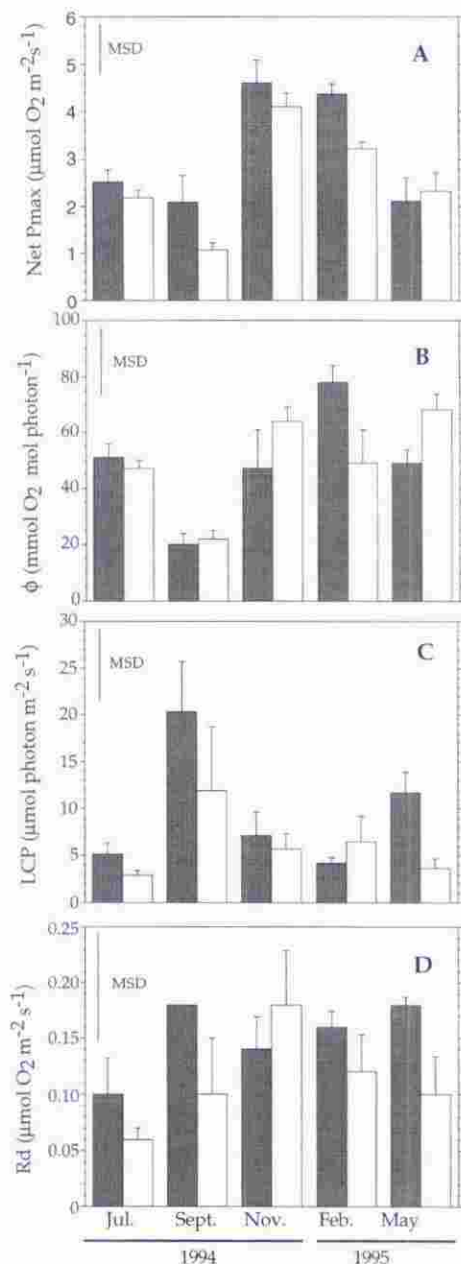 6
5
4
3
2
1
0
MSD
A
Net Pmax (µmol O₂ m⁻²s⁻¹)
100
80
60
40
20
0
MSD
B
ϕ (mmol O₂ mol photon⁻¹)
30
25
20
15
10
5
0
MSD
C
LCP (µmol photon m⁻² s⁻¹)
0.25
0.20
0.15
0.10
0.05
0
MSD
D
Rd (µmol O₂ m⁻² s⁻¹)
Jul. Sept. Nov. Feb. May
1994 1995